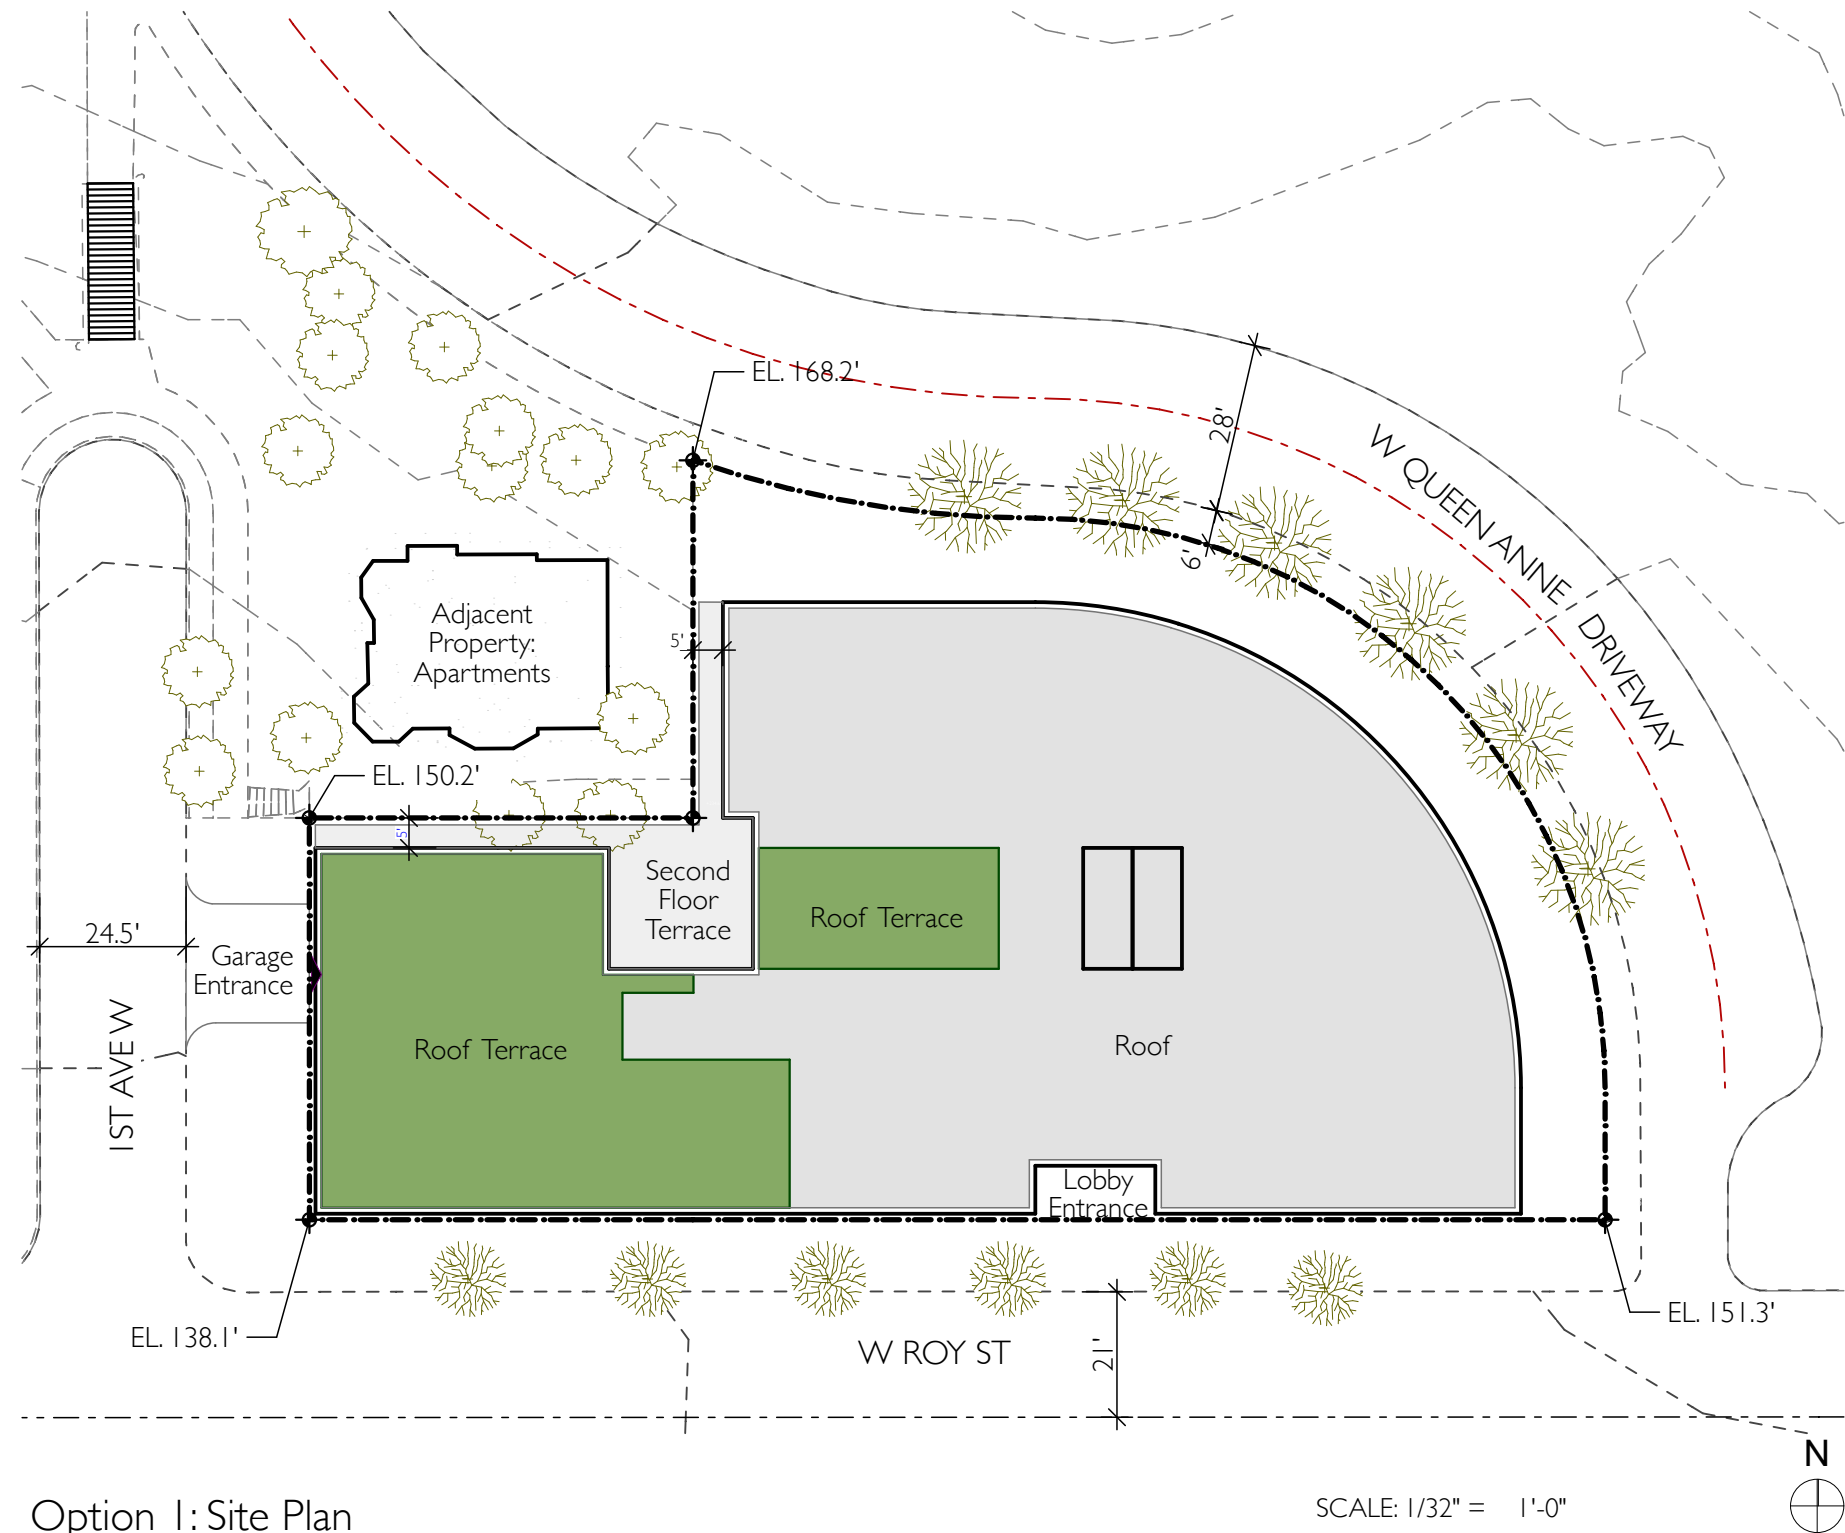 EL. 168.2'
28'
W QUEEN ANNE DRIVEWAY
6'
Adjacent
Property:
Apartments
5'
EL. 150.2'
5'
Second
Floor
Terrace
Roof Terrace
24.5'
Garage
Entrance
1ST AVE W
Roof Terrace
Roof
Lobby
Entrance
EL. 138.1'
W ROY ST
21'
EL. 151.3'
N
Option 1: Site Plan
SCALE: 1/32" = 1'-0"